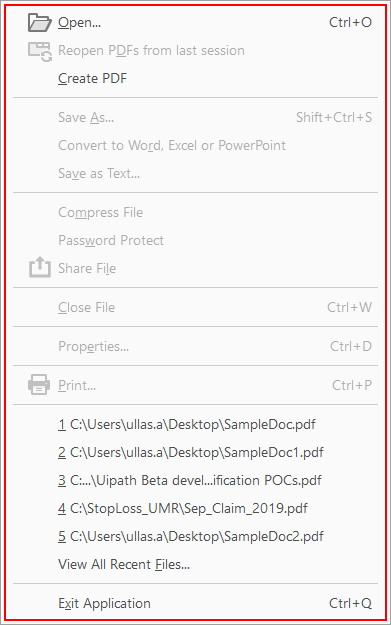 Open... Ctrl+O
Reopen PDFs from last session
Create PDF
Save As... Shift+Ctrl+S
Convert to Word, Excel or PowerPoint
Save as Text...
Compress File
Password Protect
Share File
Close File Ctrl+W
Properties... Ctrl+D
Print... Ctrl+P
1 C:\Users\ullas.a\Desktop\SampleDoc.pdf
2 C:\Users\ullas.a\Desktop\SampleDoc1.pdf
3 C:\...\Uipath Beta devel...ification POCs.pdf
4 C:\StopLoss_UMR\Sep_Claim_2019.pdf
5 C:\Users\ullas.a\Desktop\SampleDoc2.pdf
View All Recent Files...
Exit Application Ctrl+Q